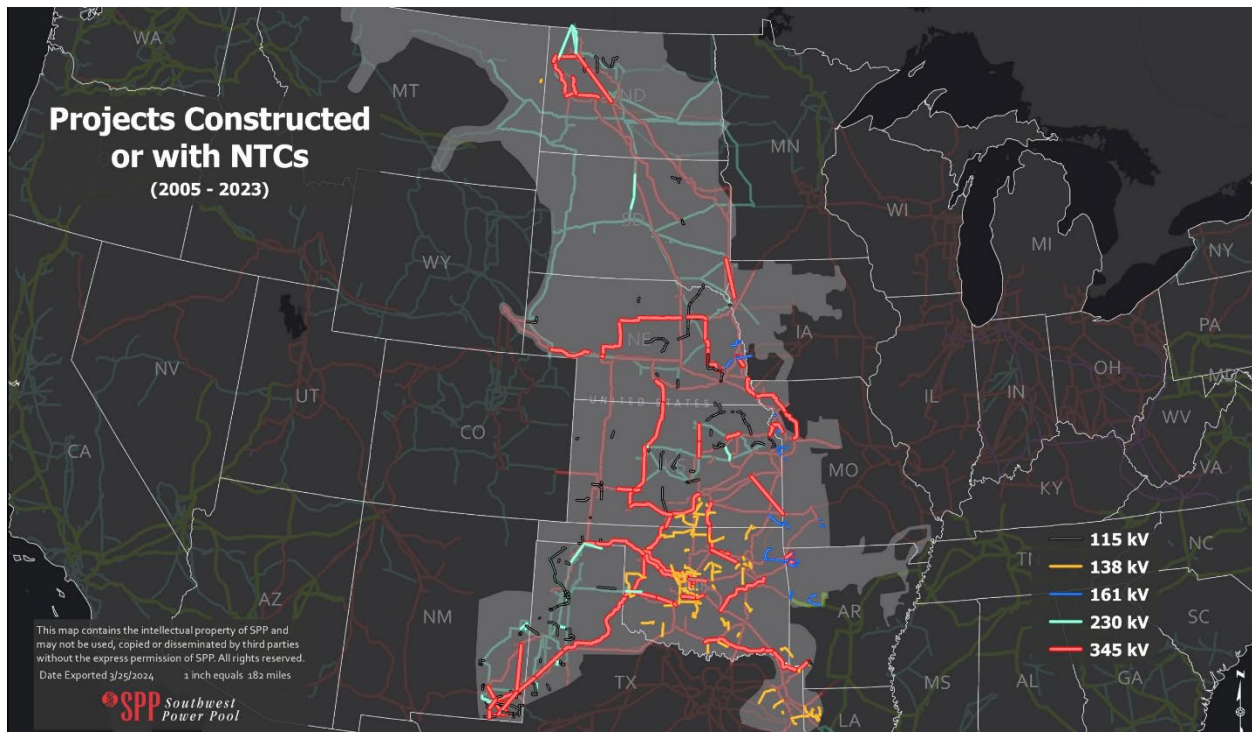 Projects Constructed
or with NTCs
(2005 - 2023)
WA
MT
ND
MN
WI
MI
NY
SD
WY
IA
PA
NE
NV
UT
IL
IN
OH
MD
UNITED STATES
WV
CO
CA
MO
VA
KY
AZ
NM
OK
AR
TN
NC
SC
TX
LA
MS
AL
GA
115 kV
138 kV
161 kV
230 kV
345 kV
This map contains the intellectual property of SPP and
may not be used, copied or disseminated by third parties
without the express permission of SPP. All rights reserved.
Date Exported 3/25/2024 1 inch equals 182 miles
SPP Southwest
Power Pool
N